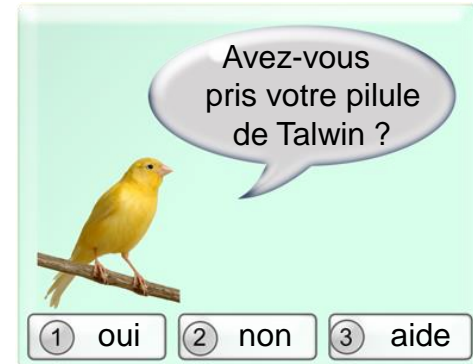 Avez-vous
pris votre pilule
de Talwin ?
1 oui 2 non 3 aide